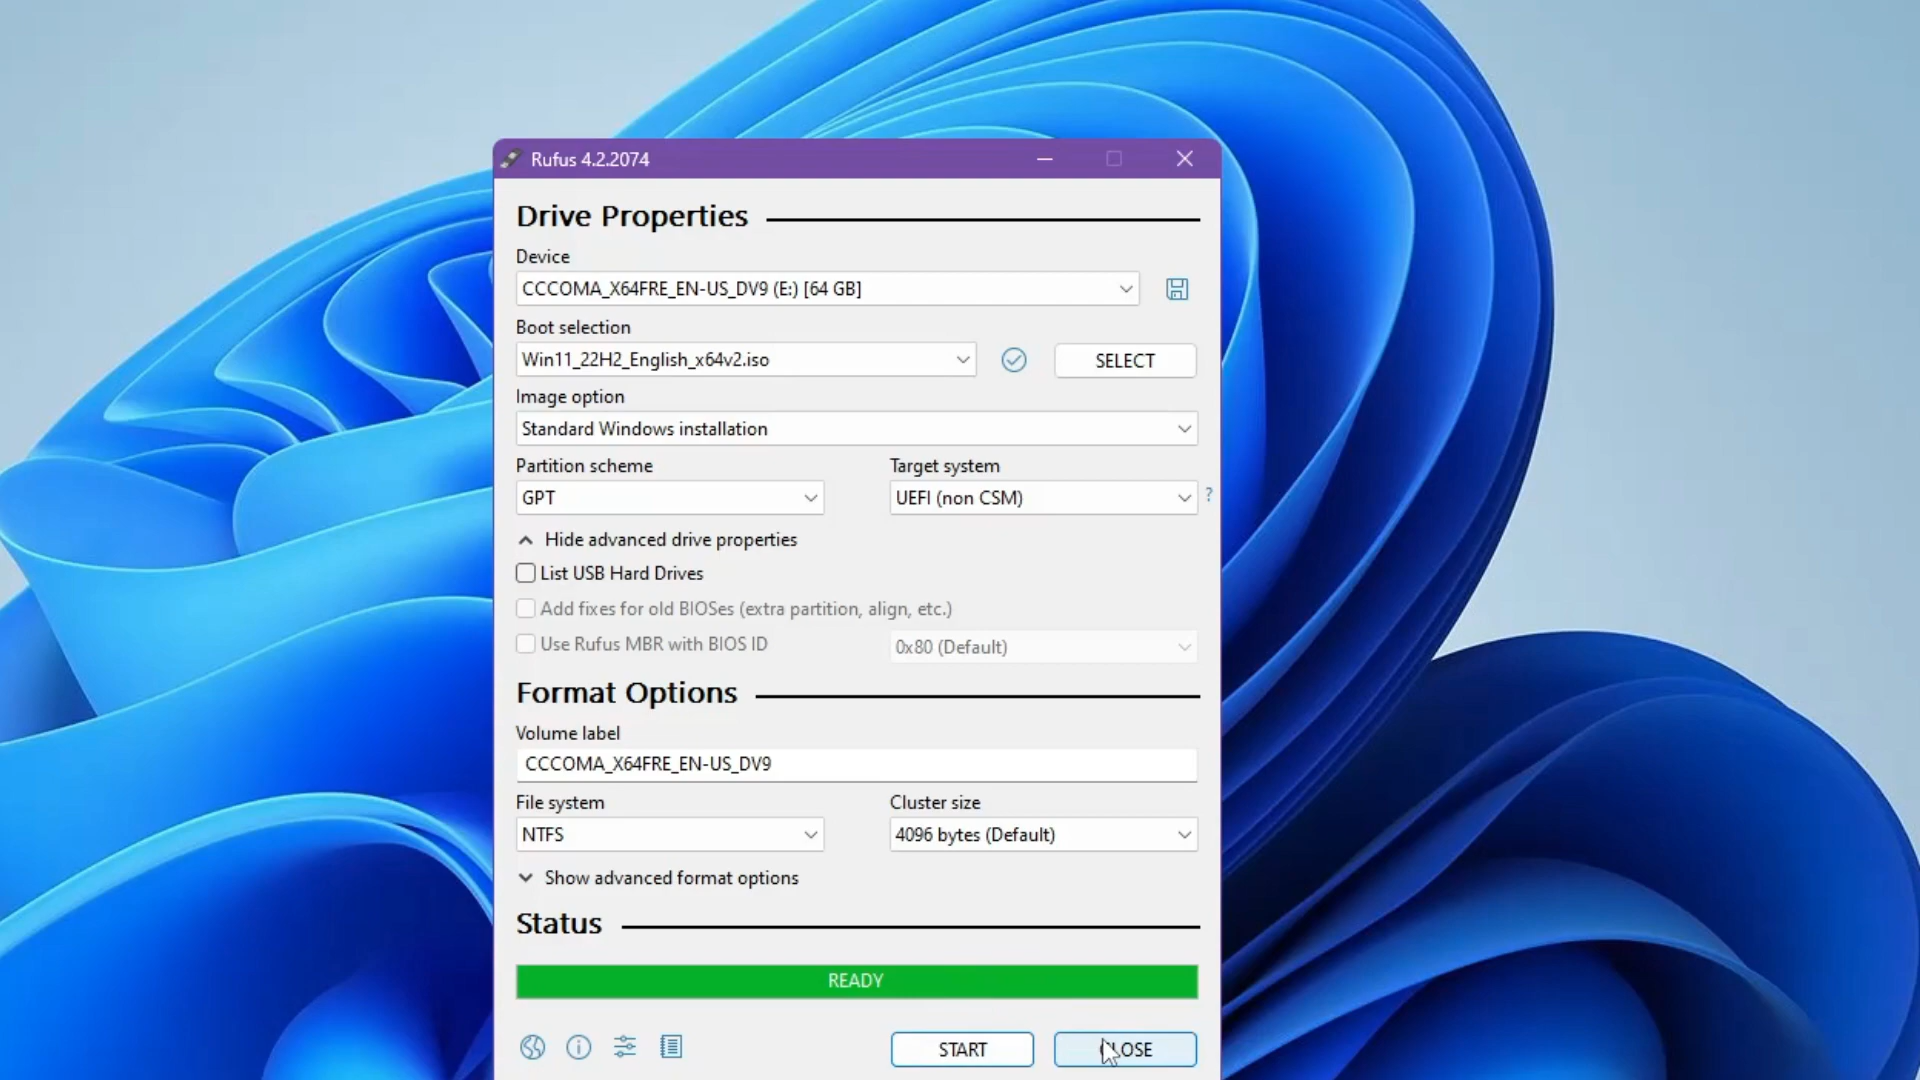 Rufus 4.2.2074
Drive Properties
Device
CCCOMA_X64FRE_EN-US_DV9 (E:) [64 GB]
Boot selection
Win11_22H2_English_x64v2.iso
SELECT
Image option
Standard Windows installation
Partition scheme
Target system
GPT
UEFI (non CSM)
?
Hide advanced drive properties
List USB Hard Drives
Add fixes for old BIOSes (extra partition, align, etc.)
Use Rufus MBR with BIOS ID
0x80 (Default)
Format Options
Volume label
CCCOMA_X64FRE_EN-US_DV9
File system
Cluster size
NTFS
4096 bytes (Default)
Show advanced format options
Status
READY
START
CLOSE